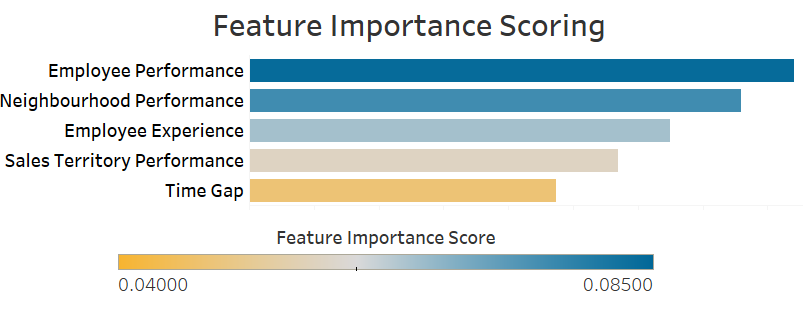 Feature Importance Scoring
Employee Performance
Neighbourhood Performance
Employee Experience
Sales Territory Performance
Time Gap
Feature Importance Score
0.04000 0.08500